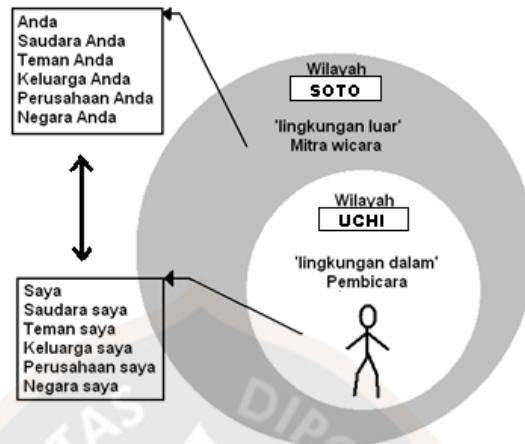 Anda
Saudara Anda
Teman Anda
Keluarga Anda
Perusahaan Anda
Negara Anda
Wilayah
SOTO
'lingkungan luar'
Mitra wicara
Wilayah
UCHI
'lingkungan dalam'
Pembicara
Saya
Saudara saya
Teman saya
Keluarga saya
Perusahaan saya
Negara saya